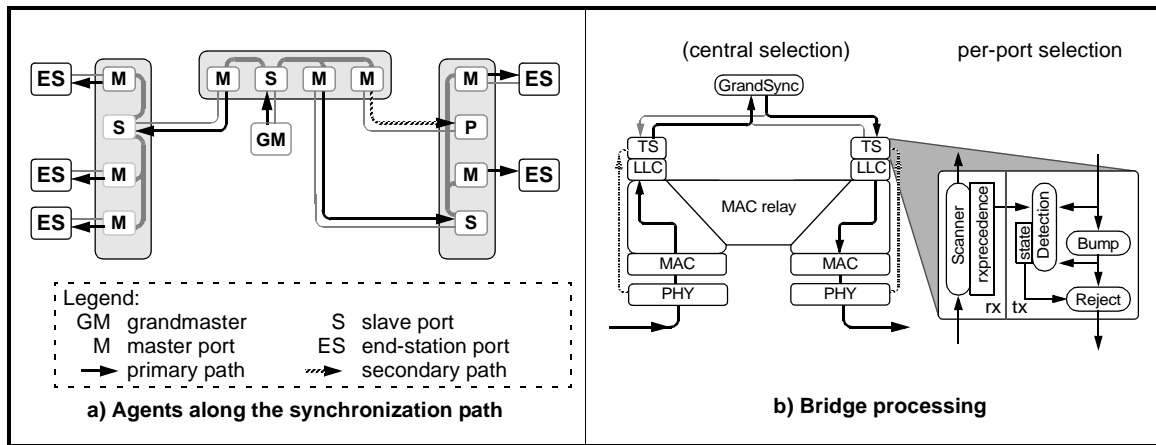 M S M M
GM
ES M
S
M ES
M ES
M ES
P
M ES
S
Legend:
GM grandmaster
S slave port
M master port
ES end-station port
primary path
secondary path
a) Agents along the synchronization path
(central selection)
per-port selection
GrandSync
TS TS
LLC LLC
MAC relay
MAC MAC
PHY PHY
Scanner
rxprecedence
rx
state
Detection
tx
Bump
Reject
b) Bridge processing